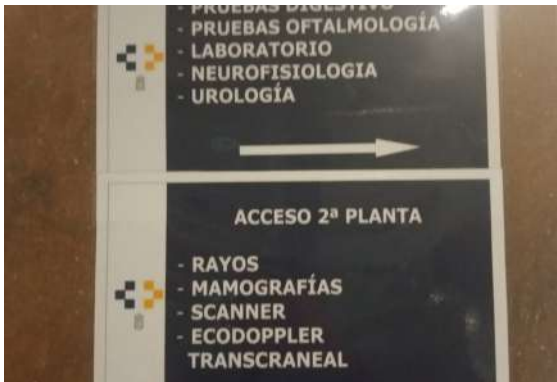 - PRUEBAS DIGESTIVO
- PRUEBAS OFTALMOLOGÍA
- LABORATORIO
- NEUROFISIOLOGIA
- UROLOGÍA
ACCESO 2ª PLANTA
- RAYOS
- MAMOGRAFÍAS
- SCANNER
- ECODOPPLER
TRANSCRANEAL